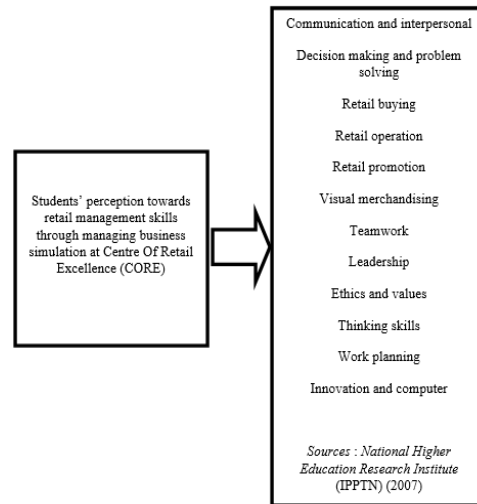 Students' perception towards
retail management skills
through managing business
simulation at Centre Of Retail
Excellence (CORE)
Communication and interpersonal
Decision making and problem
solving
Retail buying
Retail operation
Retail promotion
Visual merchandising
Teamwork
Leadership
Ethics and values
Thinking skills
Work planning
Innovation and computer
Sources : National Higher
Education Research Institute
(IPPTN) (2007)